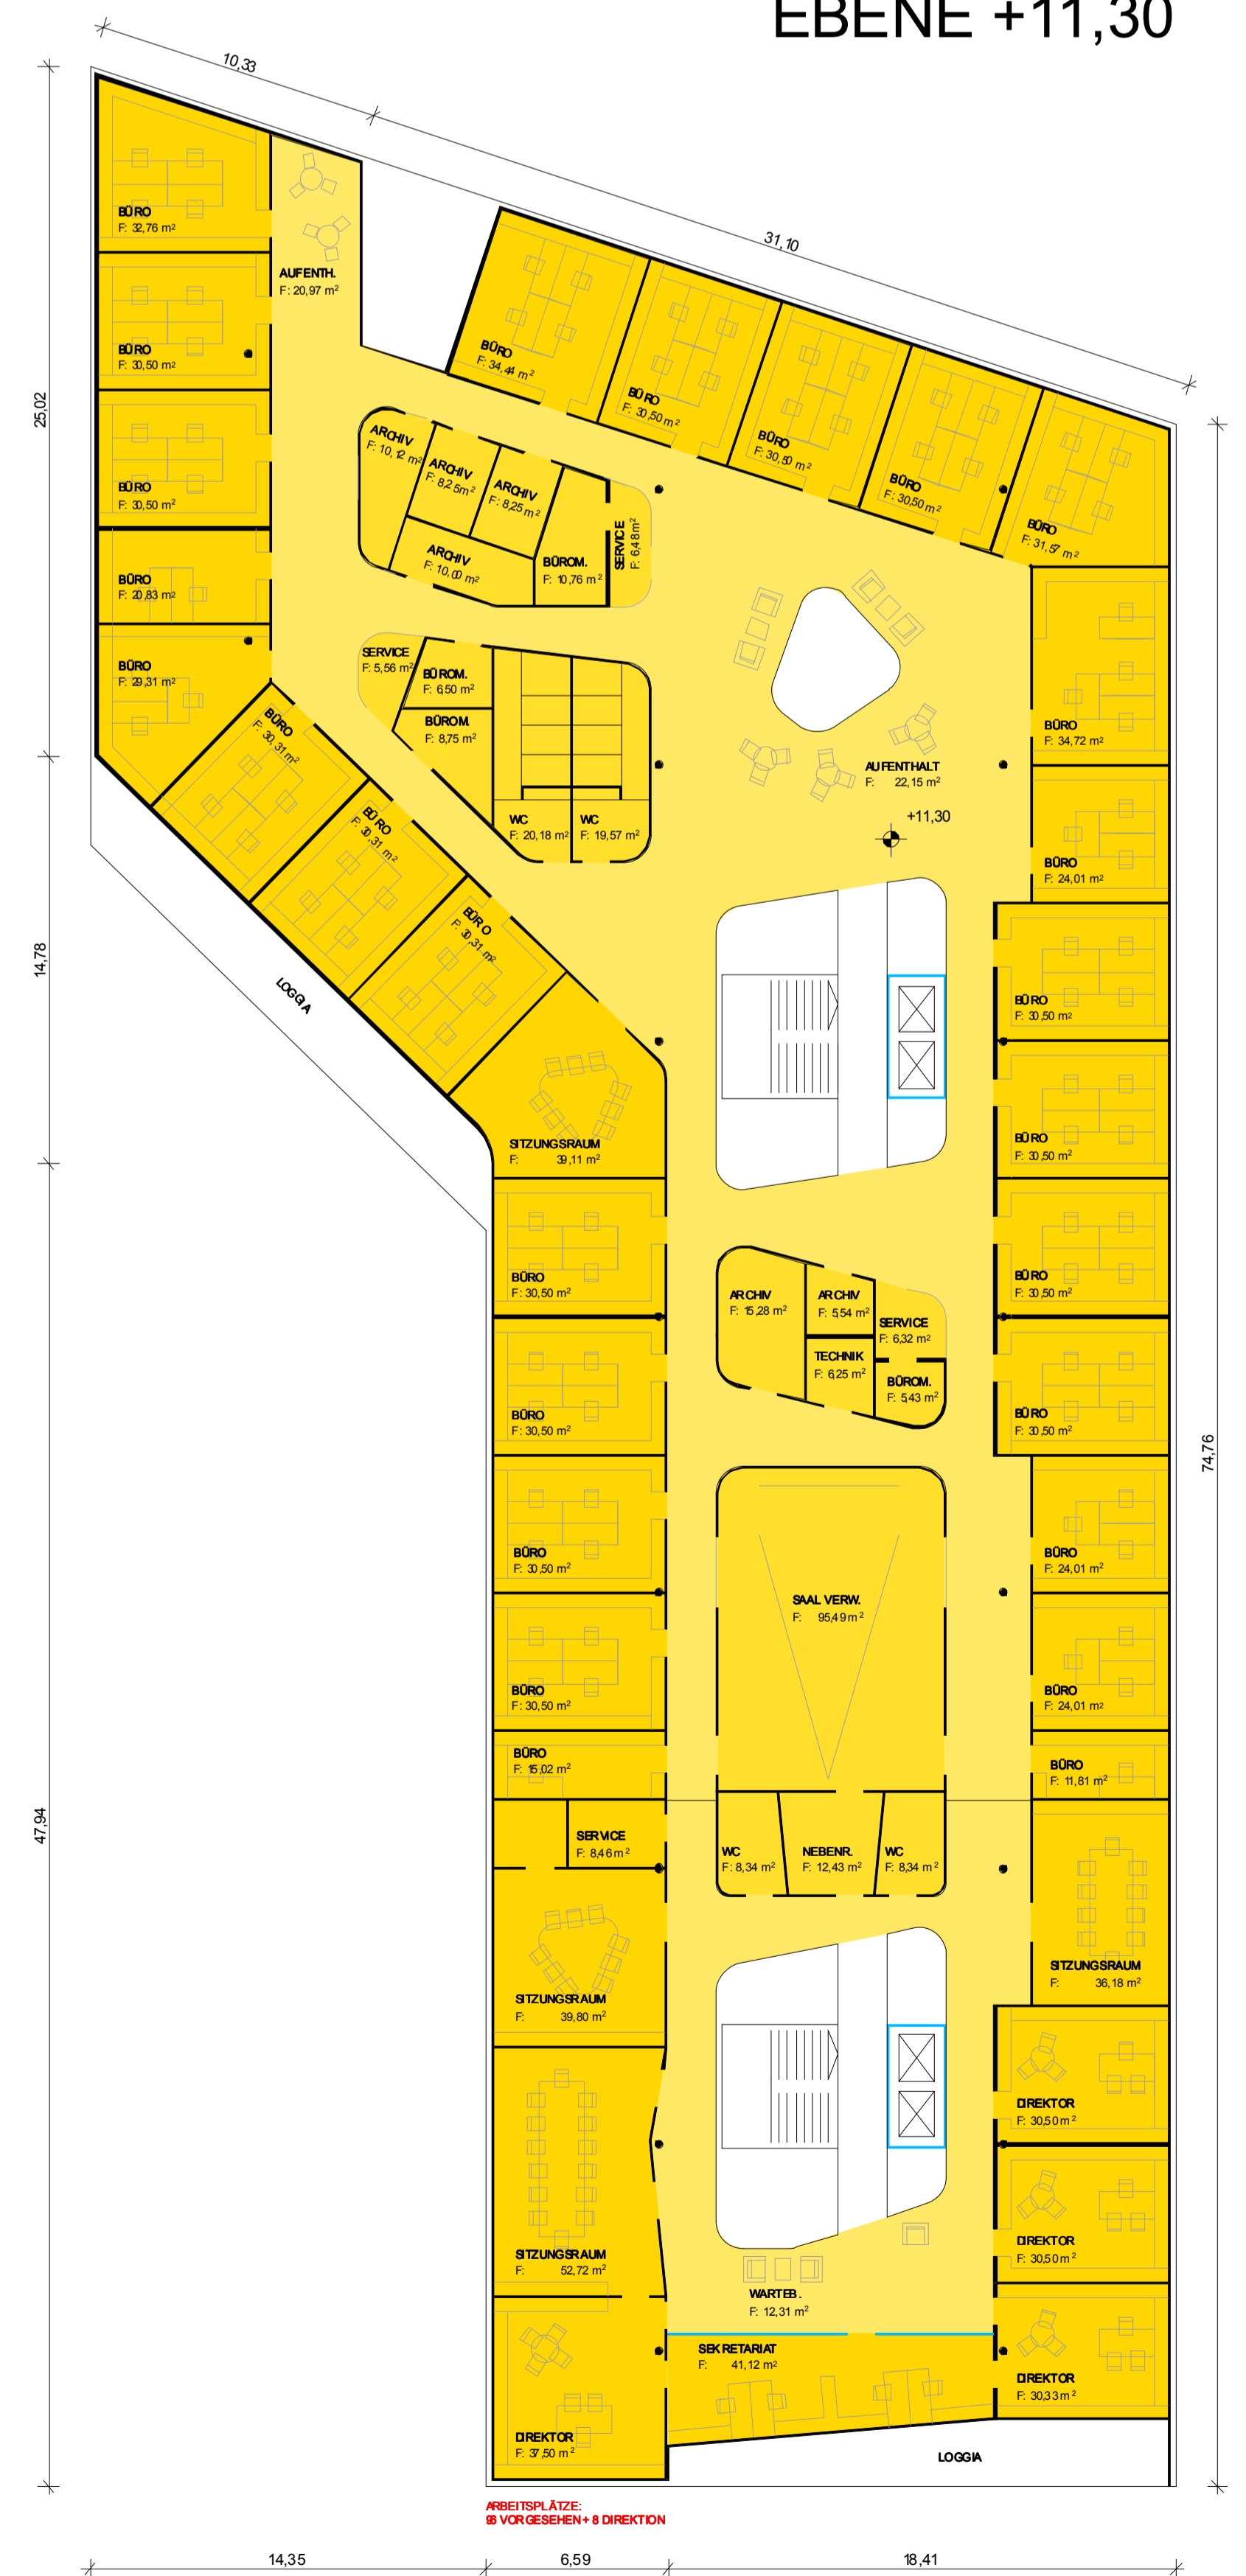 EBENE +11,30
10,33
31,10
25,02
14,78
47,94
74,76
BÜRO
F: 32,76 m²
AUFENTH.
F: 20,97 m²
BÜRO
F: 30,50 m²
BÜRO
F: 30,50 m²
BÜRO
F: 20,83 m²
BÜRO
F: 29,31 m²
BÜRO
F: 34,44 m²
BÜRO
F: 30,50 m²
BÜRO
F: 30,50 m²
BÜRO
F: 30,50 m²
BÜRO
F: 31,57 m²
ARCHIV
F: 10,12 m²
ARCHIV
F: 8,25 m²
ARCHIV
F: 8,25 m²
ARCHIV
F: 10,00 m²
BÜROM.
F: 10,76 m²
SERVICE
F: 6,48 m²
SERVICE
F: 5,56 m²
BÜROM.
F: 6,50 m²
BÜROM.
F: 8,75 m²
WC
F: 20,18 m²
WC
F: 19,57 m²
BÜRO
F: 34,72 m²
AUFENTHALT
F: 22,15 m²
+11,30
BÜRO
F: 24,01 m²
BÜRO
F: 30,31 m²
BÜRO
F: 30,31 m²
BÜRO
F: 30,31 m²
LOGGIA
SITZUNGSRAUM
F: 39,11 m²
BÜRO
F: 30,50 m²
BÜRO
F: 30,50 m²
BÜRO
F: 30,50 m²
BÜRO
F: 30,50 m²
BÜRO
F: 30,50 m²
BÜRO
F: 30,50 m²
BÜRO
F: 30,50 m²
BÜRO
F: 30,50 m²
ARCHIV
F: 15,28 m²
ARCHIV
F: 5,54 m²
SERVICE
F: 6,32 m²
TECHNIK
F: 6,25 m²
BÜROM.
F: 5,43 m²
SAAL VERW.
F: 95,49 m²
BÜRO
F: 24,01 m²
BÜRO
F: 24,01 m²
BÜRO
F: 15,02 m²
BÜRO
F: 11,81 m²
SERVICE
F: 8,46 m²
WC
F: 8,34 m²
NEBENR.
F: 12,43 m²
WC
F: 8,34 m²
SITZUNGSRAUM
F: 39,80 m²
SITZUNGSRAUM
F: 36,18 m²
DIREKTOR
F: 30,50 m²
DIREKTOR
F: 30,50 m²
SITZUNGSRAUM
F: 52,72 m²
WARTEB.
F: 12,31 m²
SEKRETARIAT
F: 41,12 m²
DIREKTOR
F: 30,33 m²
DIREKTOR
F: 37,50 m²
LOGGIA
ARBEITSPLÄTZE:
98 VORGESEHEN + 8 DIREKTION
14,35
6,59
18,41